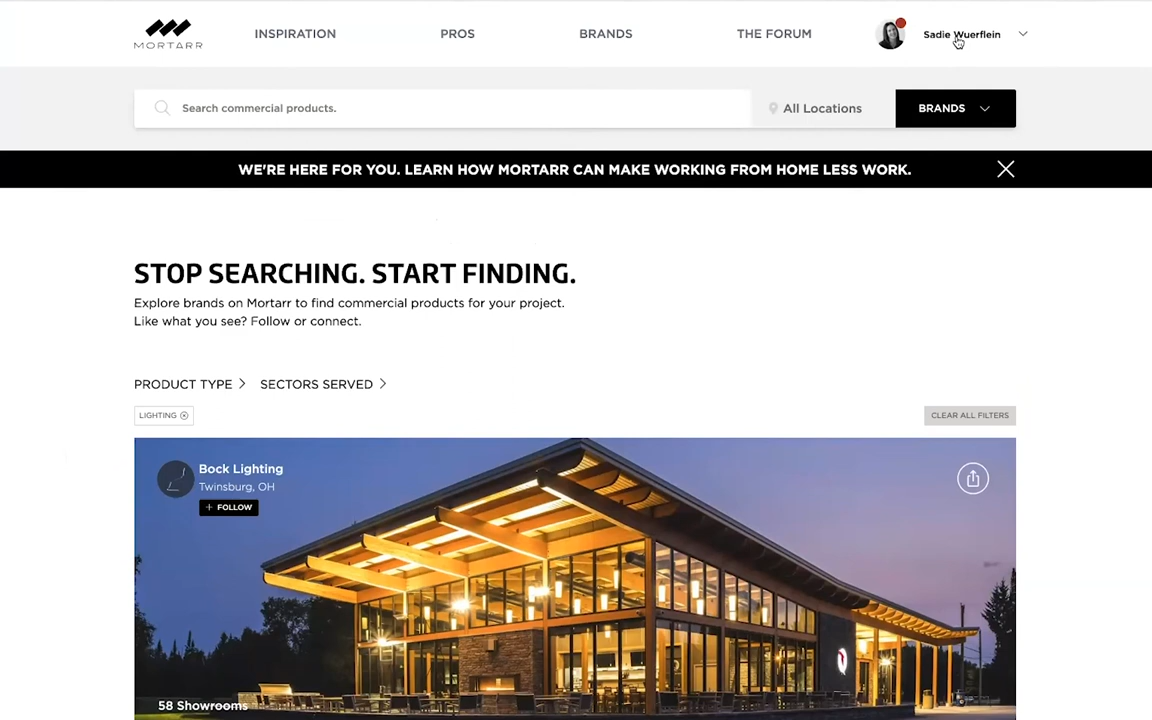 MORTARR
INSPIRATION
PROS
BRANDS
THE FORUM
Sadie Wuerflein
Search commercial products.
All Locations
BRANDS
WE'RE HERE FOR YOU. LEARN HOW MORTARR CAN MAKE WORKING FROM HOME LESS WORK.
STOP SEARCHING. START FINDING.
Explore brands on Mortarr to find commercial products for your project.
Like what you see? Follow or connect.
PRODUCT TYPE
SECTORS SERVED
LIGHTING
CLEAR ALL FILTERS
Bock Lighting
Twinsburg, OH
+ FOLLOW
58 Showrooms